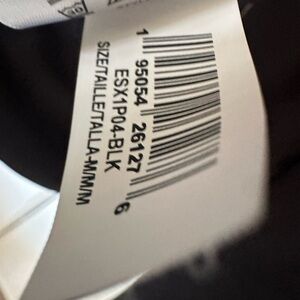 1 95054 26127 6
ESX1P04-BLK
SIZE/TAILLE/TALLA-M/M/M